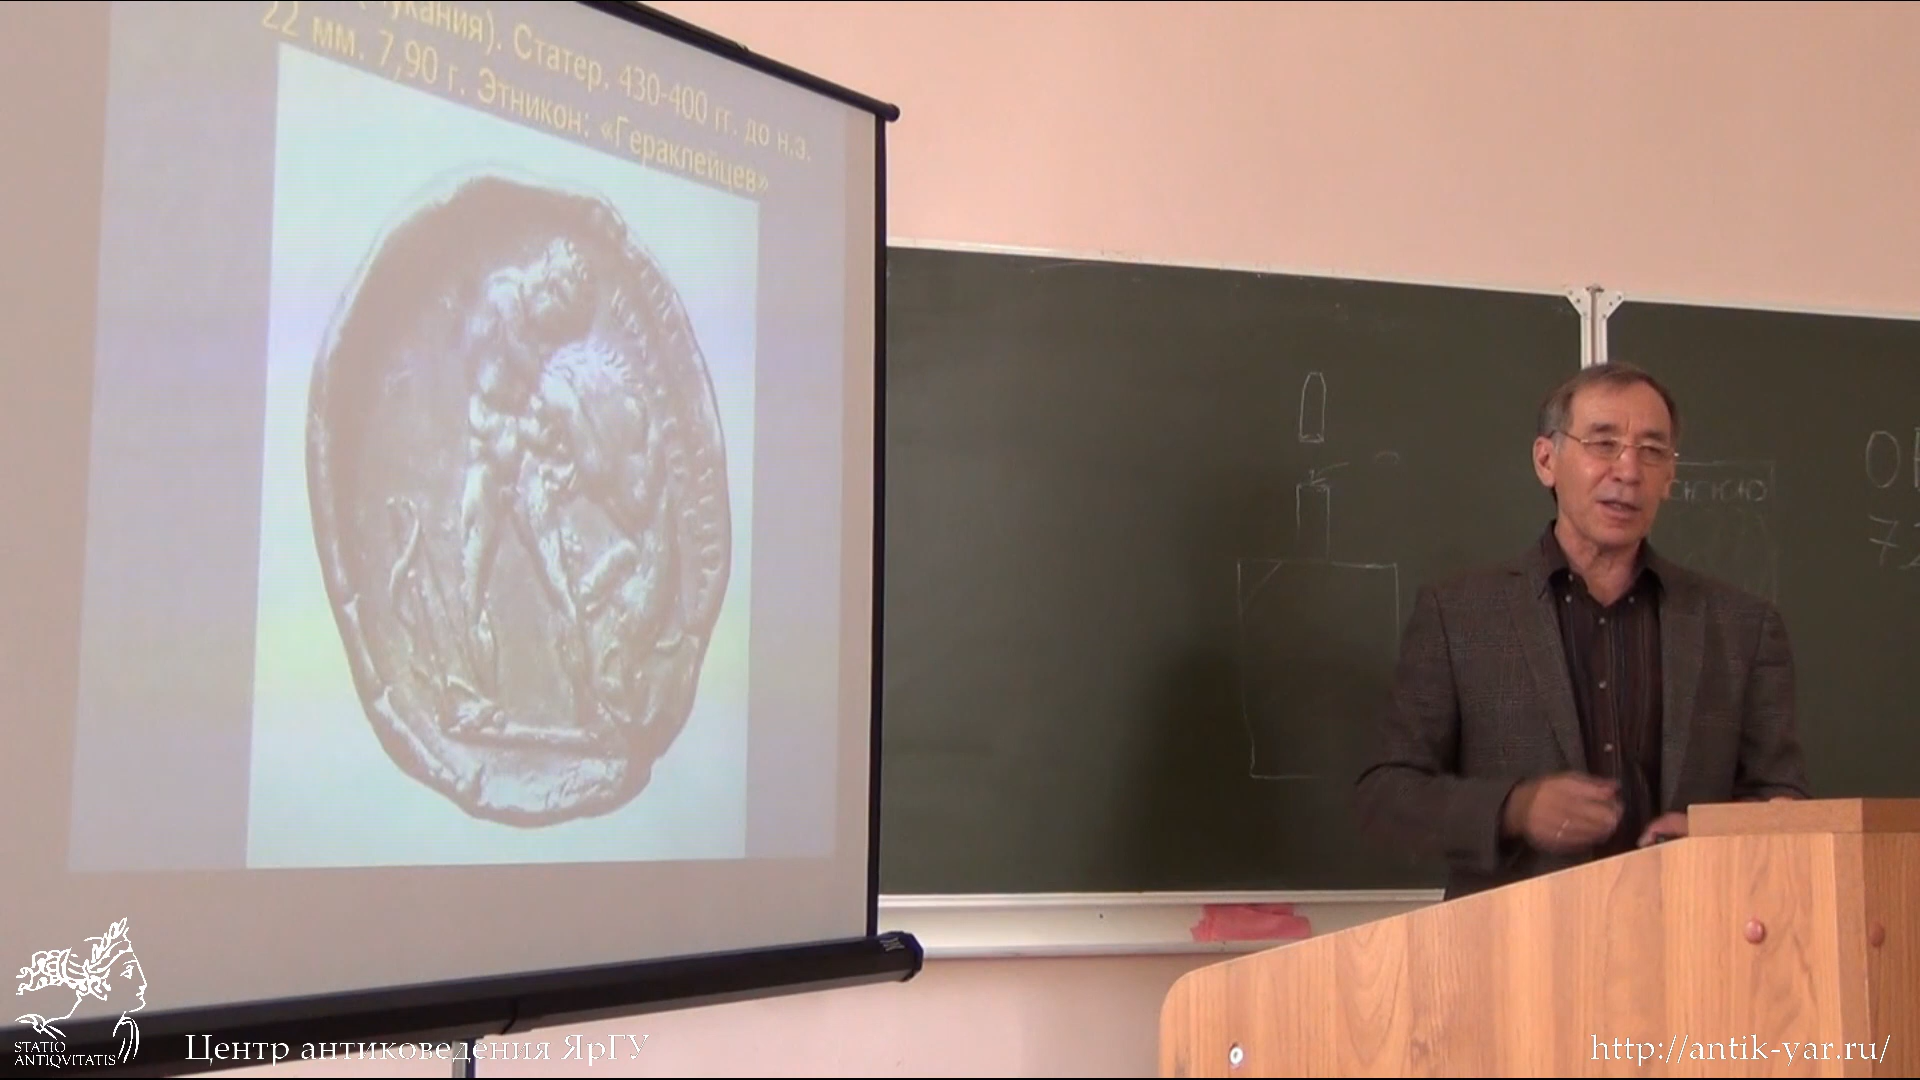 (Лукания). Статер. 430-400 гг. до н.э.
22 мм. 7,90 г. Этникон: «Гераклейцев»
STATIO
ANTIQVITATIS
Центр антиковедения ЯрГУ
http://antik-yar.ru/